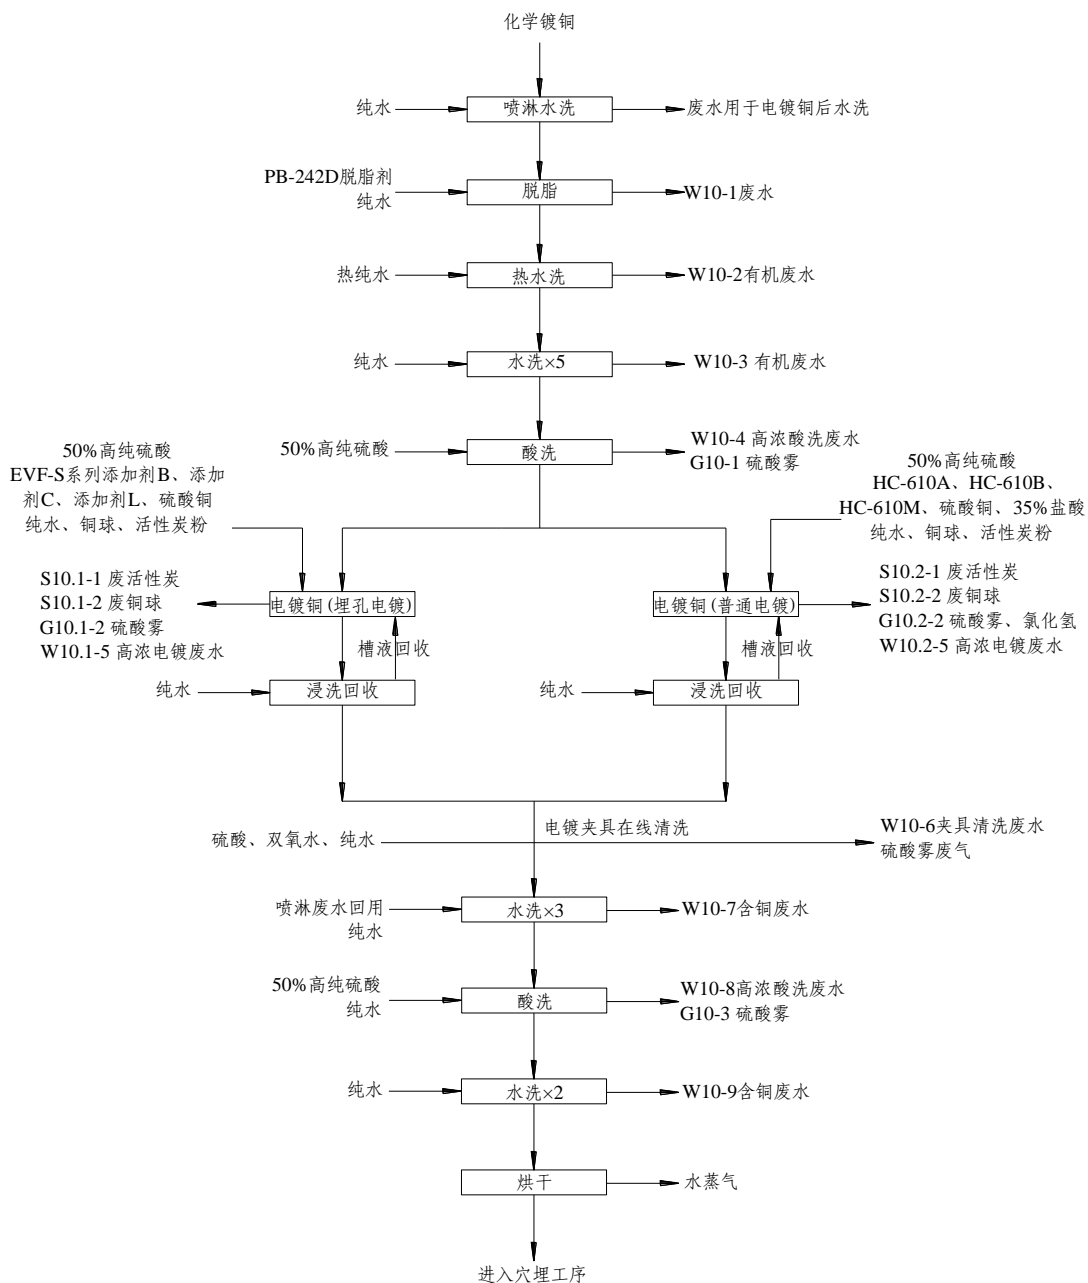 化学镀铜
纯水
喷淋水洗
废水用于电镀铜后水洗
PB-242D脱脂剂
纯水
脱脂
W10-1废水
热纯水
热水洗
W10-2有机废水
纯水
水洗×5
W10-3 有机废水
50%高纯硫酸
酸洗
W10-4 高浓酸洗废水
G10-1 硫酸雾
50%高纯硫酸
EVF-S系列添加剂B、添加
剂C、添加剂L、硫酸铜
纯水、铜球、活性炭粉
50%高纯硫酸
HC-610A、HC-610B、
HC-610M、硫酸铜、35%盐酸
纯水、铜球、活性炭粉
S10.1-1 废活性炭
S10.1-2 废铜球
G10.1-2 硫酸雾
W10.1-5 高浓电镀废水
电镀铜(埋孔电镀)
电镀铜(普通电镀)
S10.2-1 废活性炭
S10.2-2 废铜球
G10.2-2 硫酸雾、氯化氢
W10.2-5 高浓电镀废水
槽液回收
槽液回收
纯水
浸洗回收
纯水
浸洗回收
硫酸、双氧水、纯水
电镀夹具在线清洗
W10-6夹具清洗废水
硫酸雾废气
喷淋废水回用
纯水
水洗×3
W10-7含铜废水
50%高纯硫酸
纯水
酸洗
W10-8高浓酸洗废水
G10-3 硫酸雾
纯水
水洗×2
W10-9含铜废水
烘干
水蒸气
进入穴埋工序